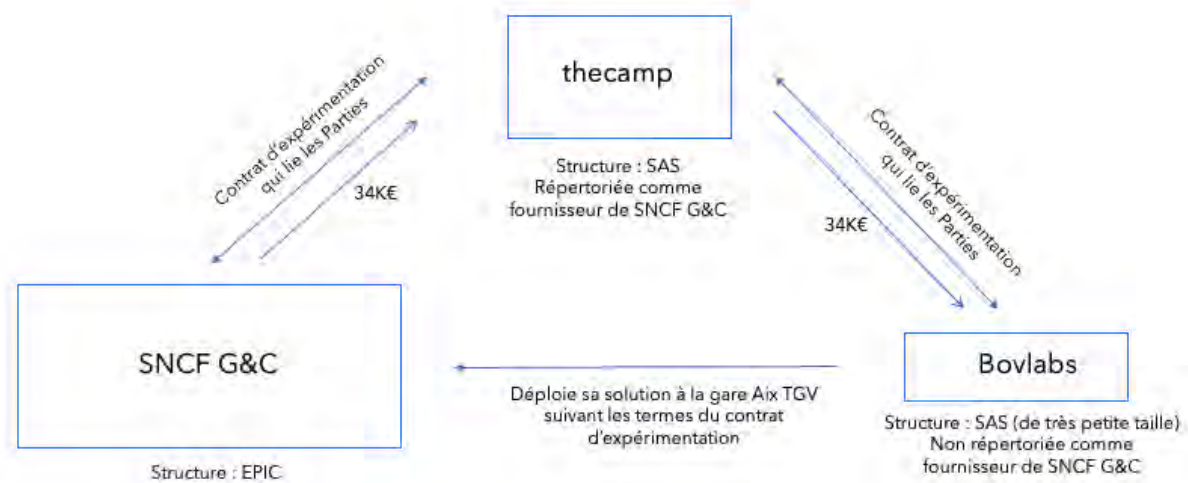 thecamp
Structure : SAS
Répertoriée comme
fournisseur de SNCF G&C
Contrat d'expérimentation
qui lie les Parties
34K€
Contrat d'expérimentation
qui lie les Parties
34K€
SNCF G&C
Structure : EPIC
Déploie sa solution à la gare Aix TGV
suivant les termes du contrat
d'expérimentation
Bovlabs
Structure : SAS (de très petite taille)
Non répertoriée comme
fournisseur de SNCF G&C